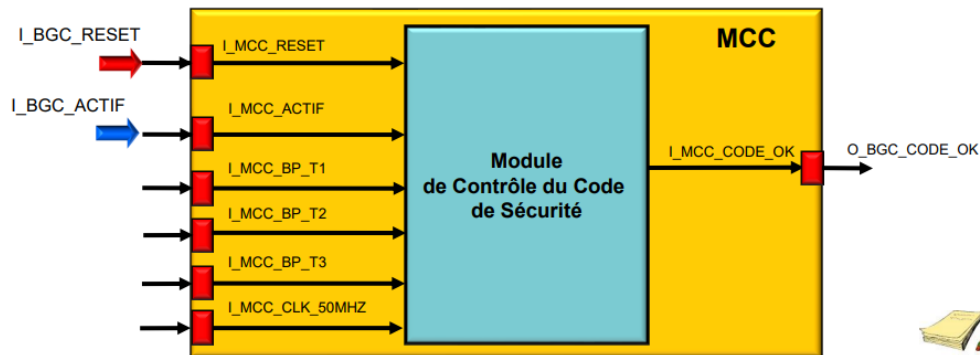 I_BGC_RESET
I_MCC_RESET
MCC
I_BGC_ACTIF
I_MCC_ACTIF
I_MCC_BP_T1
I_MCC_BP_T2
I_MCC_BP_T3
I_MCC_CLK_50MHZ
Module
de Contrôle du Code
de Sécurité
I_MCC_CODE_OK
O_BGC_CODE_OK